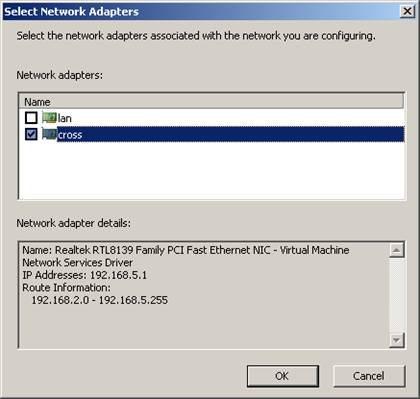 Select Network Adapters
Select the network adapters associated with the network you are configuring.
Network adapters:
Name
lan
cross
Network adapter details:
Name: Realtek RTL8139 Family PCI Fast Ethernet NIC - Virtual Machine
Network Services Driver
IP Addresses: 192.168.5.1
Route Information:
192.168.2.0 - 192.168.5.255
OK
Cancel